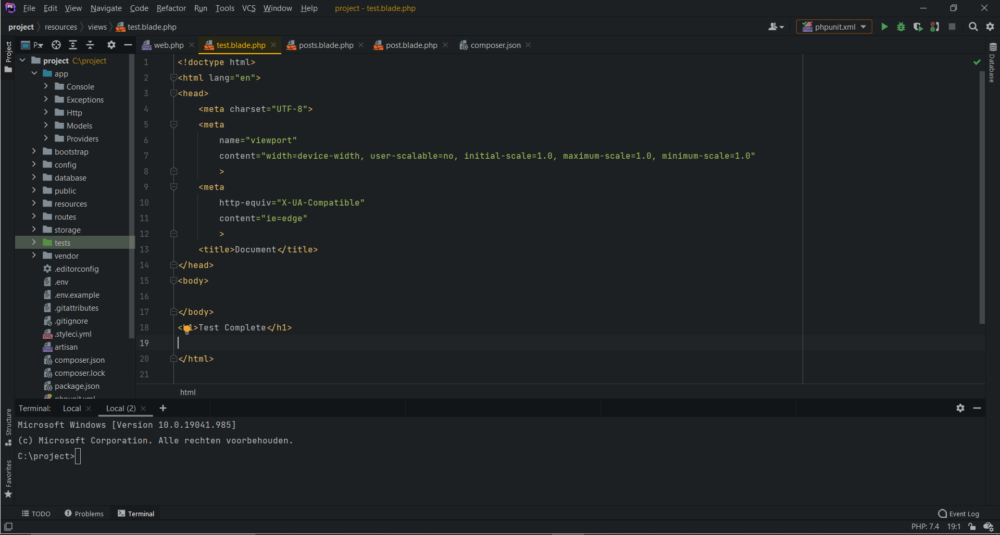 File Edit View Navigate Code Refactor Run Tools VCS Window Help project - test.blade.php
project resources views test.blade.php phpunit.xml
Project
P...
web.php test.blade.php posts.blade.php post.blade.php composer.json
project C:\project
app
Console
Exceptions
Http
Models
Providers
bootstrap
config
database
public
resources
routes
storage
tests
vendor
.editorconfig
.env
.env.example
.gitattributes
.gitignore
.styleci.yml
artisan
composer.json
composer.lock
package.json
phpunit.xml
1 <!doctype html>
2 <html lang="en">
3 <head>
4 <meta charset="UTF-8">
5 <meta
6 name="viewport"
7 content="width=device-width, user-scalable=no, initial-scale=1.0, maximum-scale=1.0, minimum-scale=1.0"
8 >
9 <meta
10 http-equiv="X-UA-Compatible"
11 content="ie=edge"
12 >
13 <title>Document</title>
14 </head>
15 <body>
16
17 </body>
18 <h1>Test Complete</h1>
19
20 </html>
21
html
Database
Structure
Favorites
Terminal: Local Local (2) +
Microsoft Windows [Version 10.0.19041.985]
(c) Microsoft Corporation. Alle rechten voorbehouden.
C:\project>
TODO Problems Terminal Event Log
PHP: 7.4 19:1